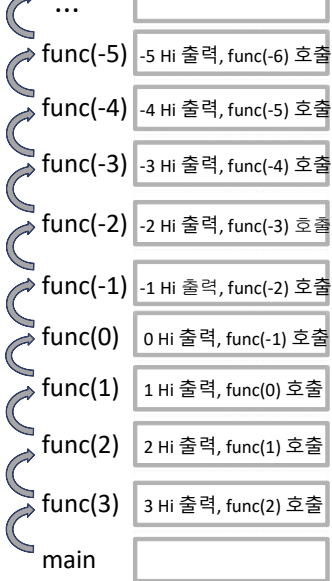 ...
func(-5) -5 Hi 출력, func(-6) 호출
func(-4) -4 Hi 출력, func(-5) 호출
func(-3) -3 Hi 출력, func(-4) 호출
func(-2) -2 Hi 출력, func(-3) 호출
func(-1) -1 Hi 출력, func(-2) 호출
func(0) 0 Hi 출력, func(-1) 호출
func(1) 1 Hi 출력, func(0) 호출
func(2) 2 Hi 출력, func(1) 호출
func(3) 3 Hi 출력, func(2) 호출
main